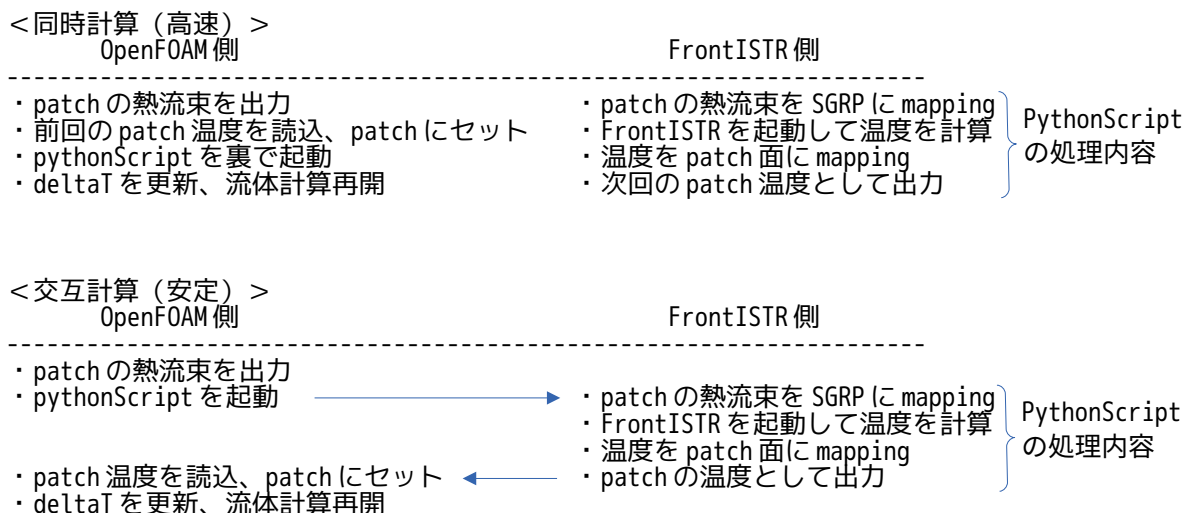 ＜同時計算（高速）＞
OpenFOAM側 FrontISTR側
----------------------------------------------------------------------
・patchの熱流束を出力 ・patchの熱流束をSGRPにmapping
・前回のpatch温度を読込、patchにセット ・FrontISTRを起動して温度を計算
・pythonScriptを裏で起動 ・温度をpatch面にmapping
・deltaTを更新、流体計算再開 ・次回のpatch温度として出力
PythonScript
の処理内容
＜交互計算（安定）＞
OpenFOAM側 FrontISTR側
----------------------------------------------------------------------
・patchの熱流束を出力
・pythonScriptを起動 ・patchの熱流束をSGRPにmapping
・FrontISTRを起動して温度を計算
・温度をpatch面にmapping
・patch温度を読込、patchにセット ・patchの温度として出力
・deltaTを更新、流体計算再開
PythonScript
の処理内容